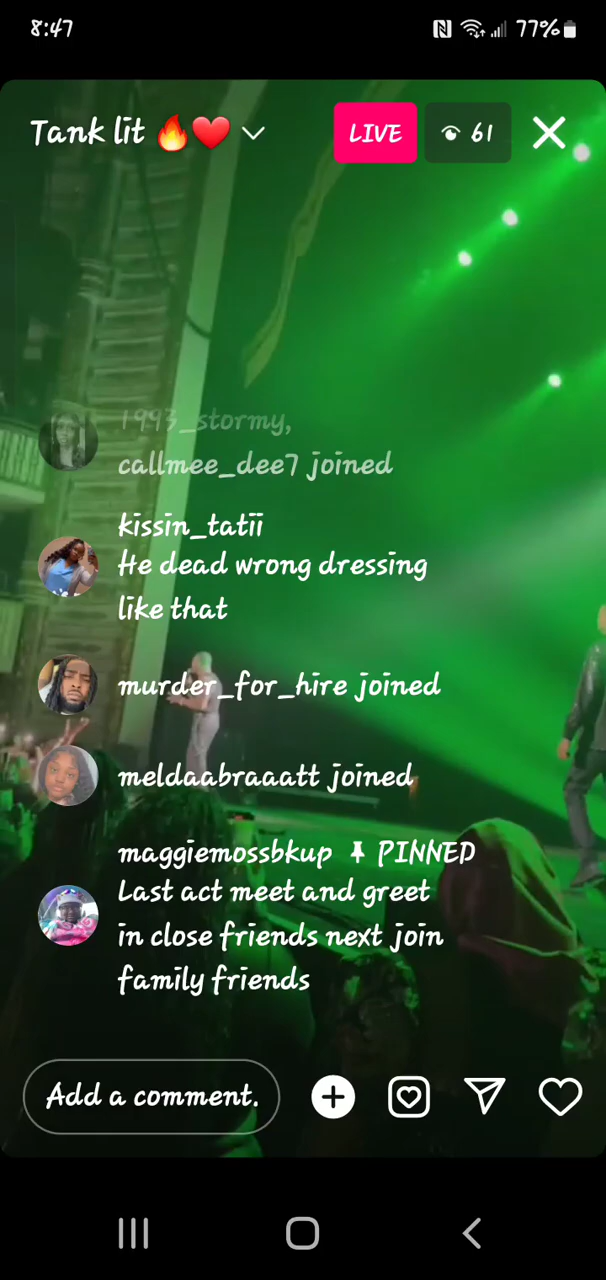 8:47
77%
Tank lit 🔥❤️
LIVE
61
1993_stormy,
callmee_dee7 joined
kissin_tatii
He dead wrong dressing
like that
murder_for_hire joined
meldaabraaatt joined
maggiemossbkup 📌 PINNED
Last act meet and greet
in close friends next join
family friends
Add a comment.